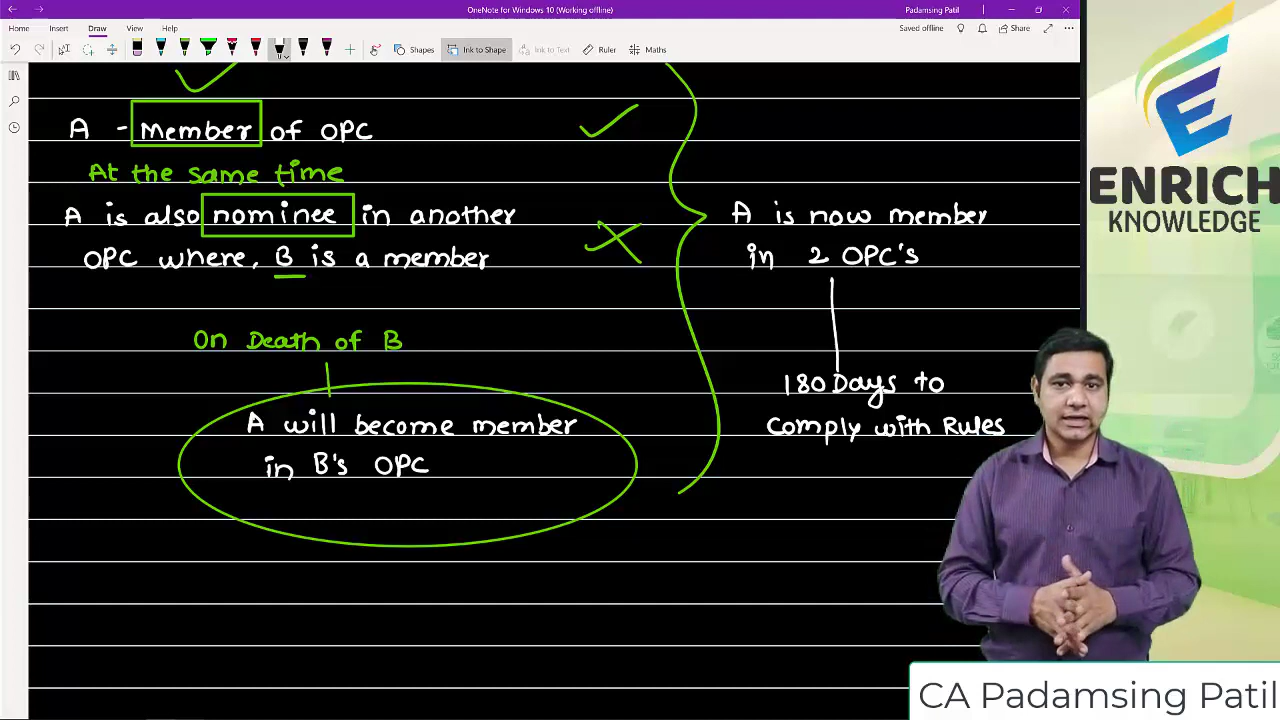 OneNote for Windows 10 (Working offline)
Padamsing Patil
Home Insert Draw View Help
Saved offline
Share
Shapes
Ink to Shape
Ink to Text
Ruler
Maths
A - Member of OPC
At the same time
A is also nominee in another
OPC where, B is a member
On Death of B
A will become member
in B's OPC
A is now member
in 2 OPC's
180 Days to
Comply with Rules
ENRICH
KNOWLEDGE
CA Padamsing Patil